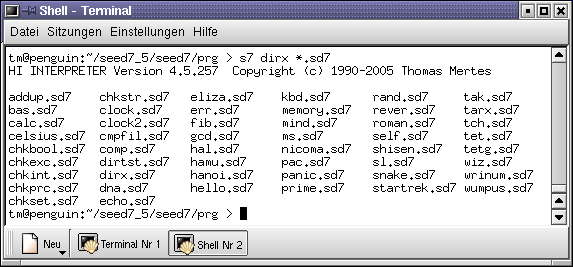 Shell - Terminal
Datei Sitzungen Einstellungen Hilfe
tm@penguin:~/seed7_5/seed7/prg > s7 dirx *.sd7
HI INTERPRETER Version 4.5.257  Copyright (c) 1990-2005 Thomas Mertes
addup.sd7 chkstr.sd7 eliza.sd7 kbd.sd7 rand.sd7 tak.sd7
bas.sd7 clock.sd7 err.sd7 memory.sd7 rever.sd7 tarx.sd7
calc.sd7 clock2.sd7 fib.sd7 mind.sd7 roman.sd7 tch.sd7
celsius.sd7 cmpfil.sd7 gcd.sd7 ms.sd7 self.sd7 tet.sd7
chkbool.sd7 comp.sd7 hal.sd7 nicoma.sd7 shisen.sd7 tetg.sd7
chkexc.sd7 dirtst.sd7 hamu.sd7 pac.sd7 sl.sd7 wiz.sd7
chkint.sd7 dirx.sd7 hanoi.sd7 panic.sd7 snake.sd7 wrinum.sd7
chkprc.sd7 dna.sd7 hello.sd7 prime.sd7 startrek.sd7 wumpus.sd7
chkset.sd7 echo.sd7
tm@penguin:~/seed7_5/seed7/prg >
Neu Terminal Nr 1 Shell Nr 2